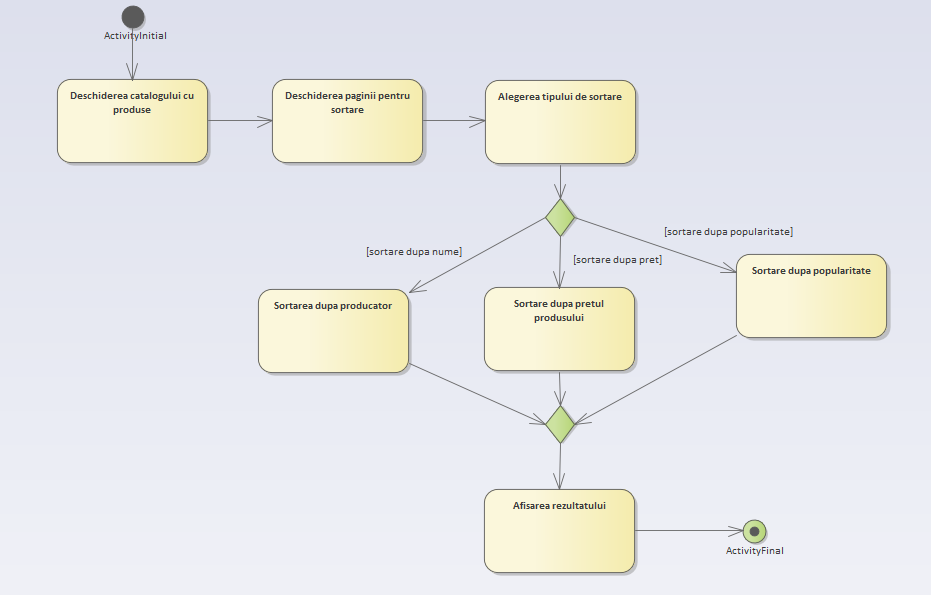 ActivityInitial
Deschiderea catalogului cu
produse
Deschiderea paginii pentru
sortare
Alegerea tipului de sortare
[sortare dupa popularitate]
[sortare dupa nume]
[sortare dupa pret]
Sortare dupa popularitate
Sortarea dupa producator
Sortare dupa pretul
produsului
Afisarea rezultatului
ActivityFinal